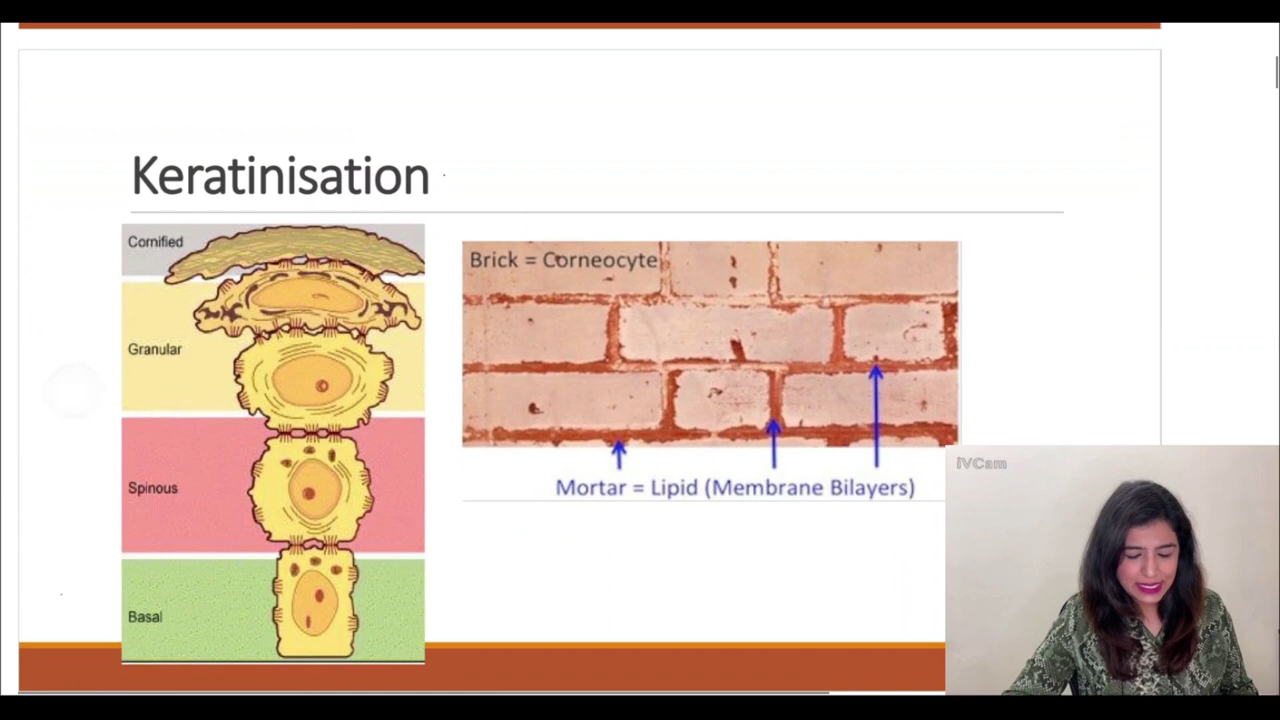 Keratinisation
Cornified
Granular
Spinous
Basal
Brick = Corneocyte
Mortar = Lipid (Membrane Bilayers)
iVCam